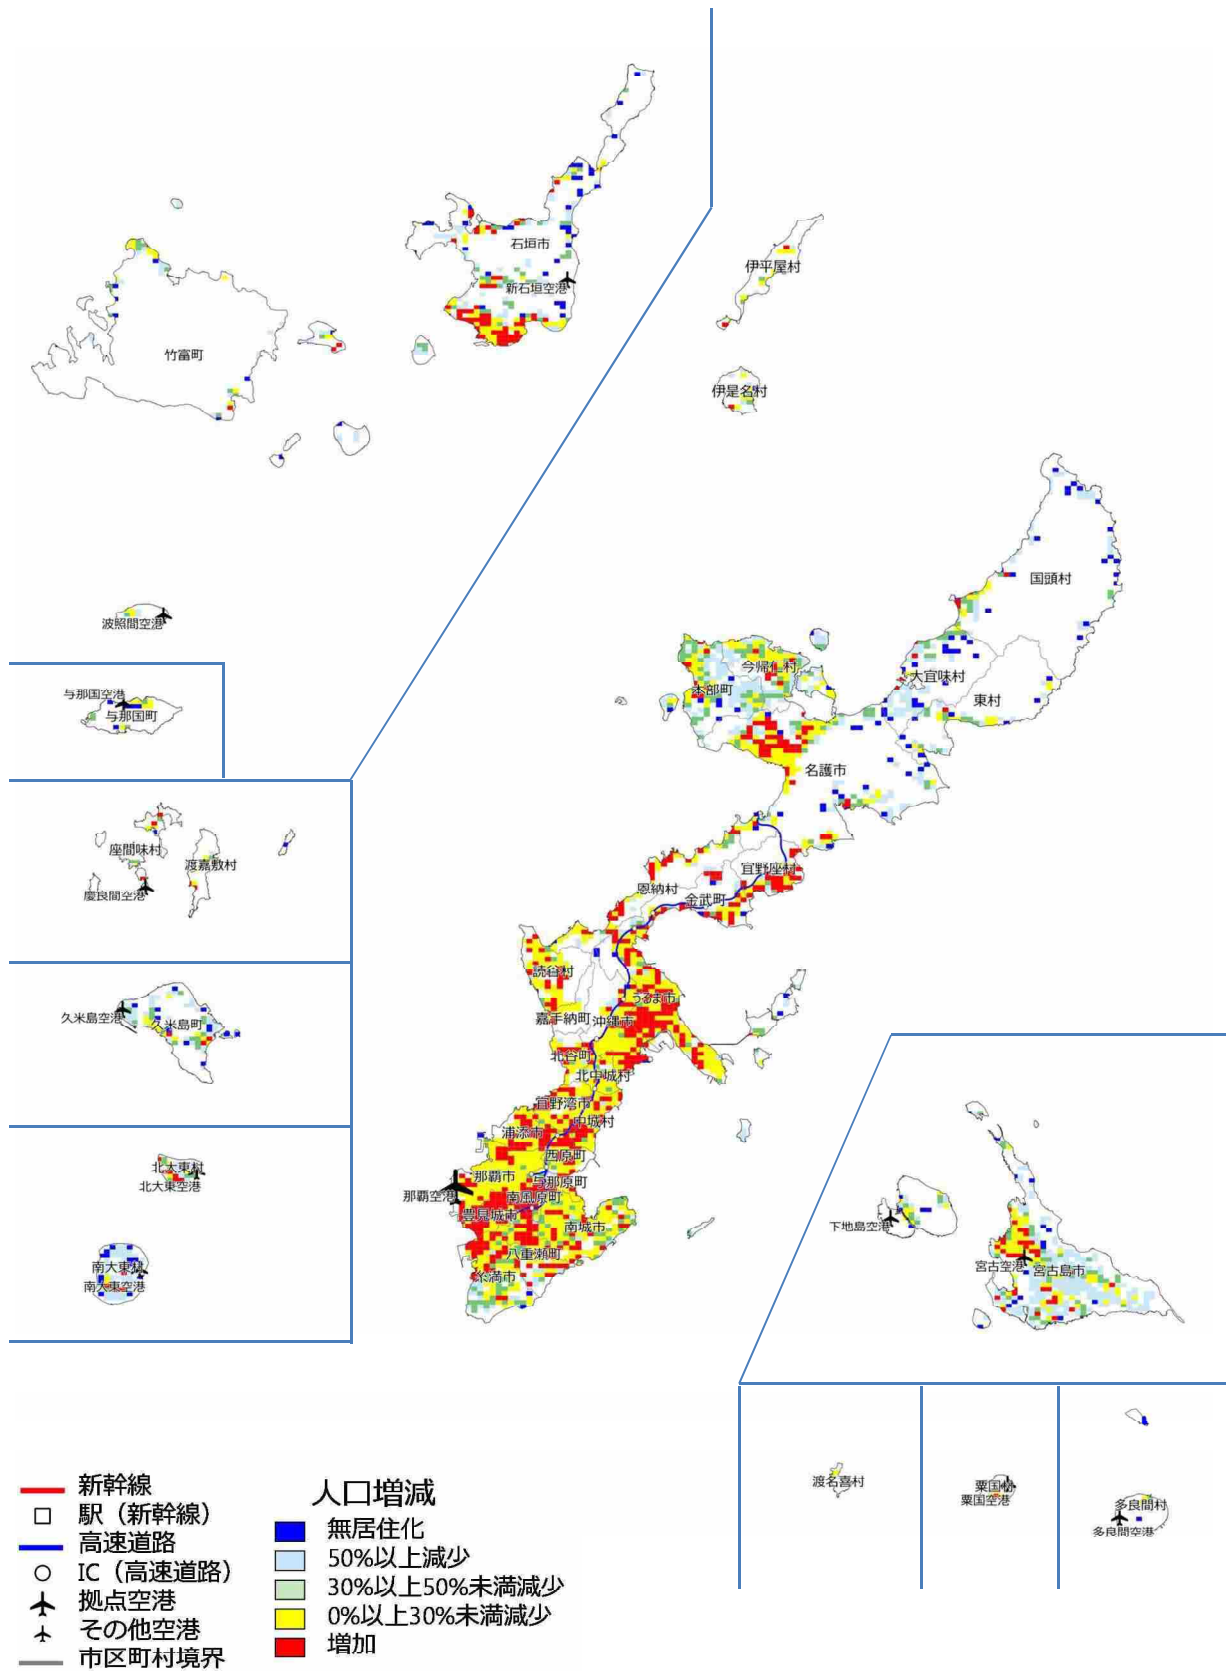 石垣市
新石垣空港
竹富町
波照間空港
与那国空港
与那国町
伊平屋村
伊是名村
国頭村
大宜味村
東村
今帰仁村
本部町
名護市
宜野座村
恩納村
金武町
読谷村
うるま市
嘉手納町
沖縄市
北谷町
北中城村
宜野湾市
中城村
浦添市
西原町
那覇市
与那原町
那覇空港
南風原町
豊見城市
南城市
八重瀬町
糸満市
座間味村
渡嘉敷村
慶良間空港
久米島空港
久米島町
北大東村
北大東空港
南大東村
南大東空港
下地島空港
宮古空港
宮古島市
渡名喜村
粟国村
粟国空港
多良間村
多良間空港
新幹線
駅（新幹線）
高速道路
IC（高速道路）
拠点空港
その他空港
市区町村境界
人口増減
無居住化
50%以上減少
30%以上50%未満減少
0%以上30%未満減少
増加